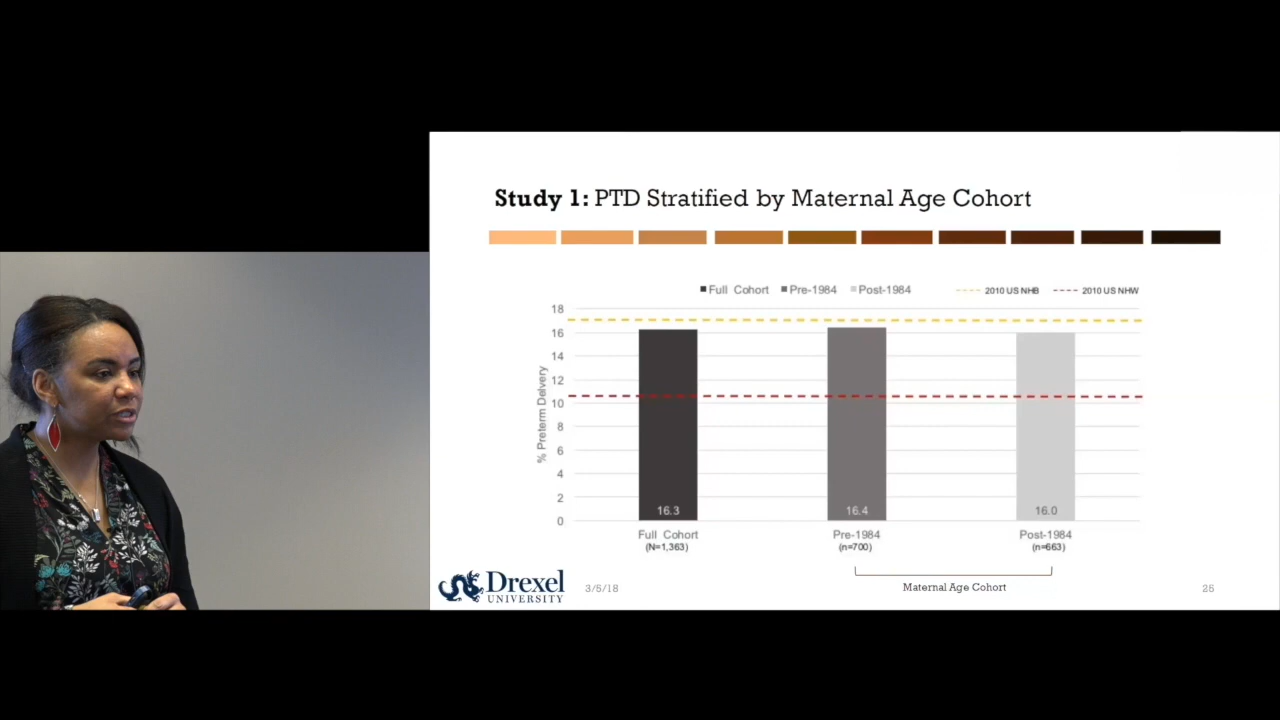 Study 1: PTD Stratified by Maternal Age Cohort
Full Cohort Pre-1984 Post-1984 2010 US NHB 2010 US NHW
18
16
14
12
10
8
6
4
2
0
% Preterm Delivery
16.3 16.4 16.0
Full Cohort Pre-1984 Post-1984
(N=1,363) (n=700) (n=663)
Maternal Age Cohort
Drexel
UNIVERSITY
3/5/18
25